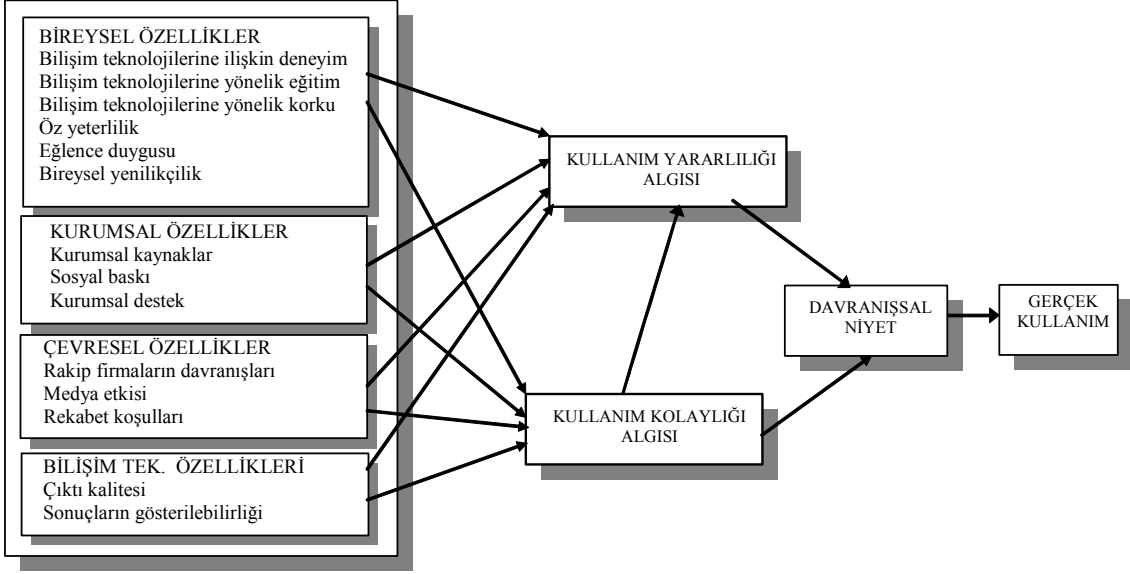 BİREYSEL ÖZELLİKLER
Bilişim teknolojilerine ilişkin deneyim
Bilişim teknolojilerine yönelik eğitim
Bilişim teknolojilerine yönelik korku
Öz yeterlilik
Eğlence duygusu
Bireysel yenilikçilik
KURUMSAL ÖZELLİKLER
Kurumsal kaynaklar
Sosyal baskı
Kurumsal destek
ÇEVRESEL ÖZELLİKLER
Rakip firmaların davranışları
Medya etkisi
Rekabet koşulları
BİLİŞİM TEK. ÖZELLİKLERİ
Çıktı kalitesi
Sonuçların gösterilebilirliği
KULLANIM YARARLILIĞI
ALGISI
KULLANIM KOLAYLIĞI
ALGISI
DAVRANIŞSAL
NİYET
GERÇEK
KULLANIM